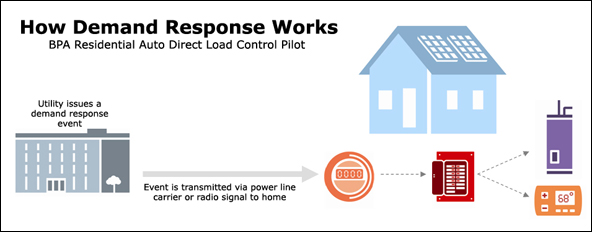 How Demand Response Works
BPA Residential Auto Direct Load Control Pilot
Utility issues a
demand response
event
Event is transmitted via power line
carrier or radio signal to home
0000
+
−
68°